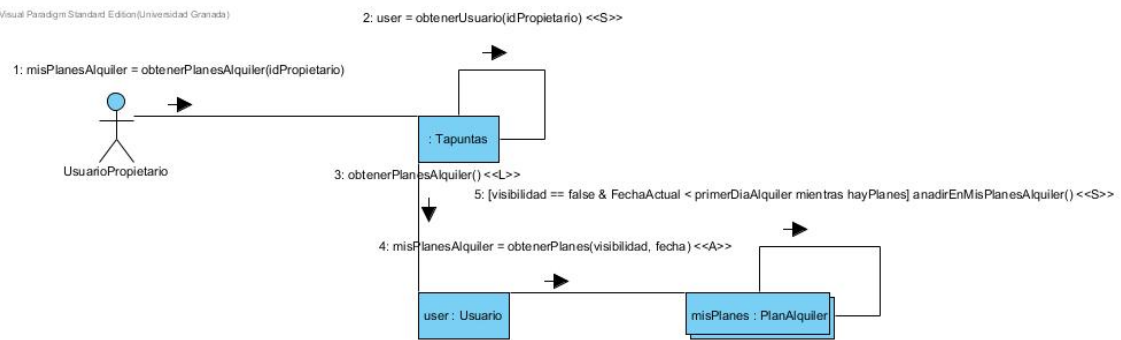 Visual Paradigm Standard Edition(Universidad Granada)
2: user = obtenerUsuario(idPropietario) <<S>>
1: misPlanesAlquiler = obtenerPlanesAlquiler(idPropietario)
: Tapuntas
UsuarioPropietario
3: obtenerPlanesAlquiler() <<L>>
5: [visibilidad == false & FechaActual < primerDiaAlquiler mientras hayPlanes] anadirEnMisPlanesAlquiler() <<S>>
4: misPlanesAlquiler = obtenerPlanes(visibilidad, fecha) <<A>>
user : Usuario
misPlanes : PlanAlquiler